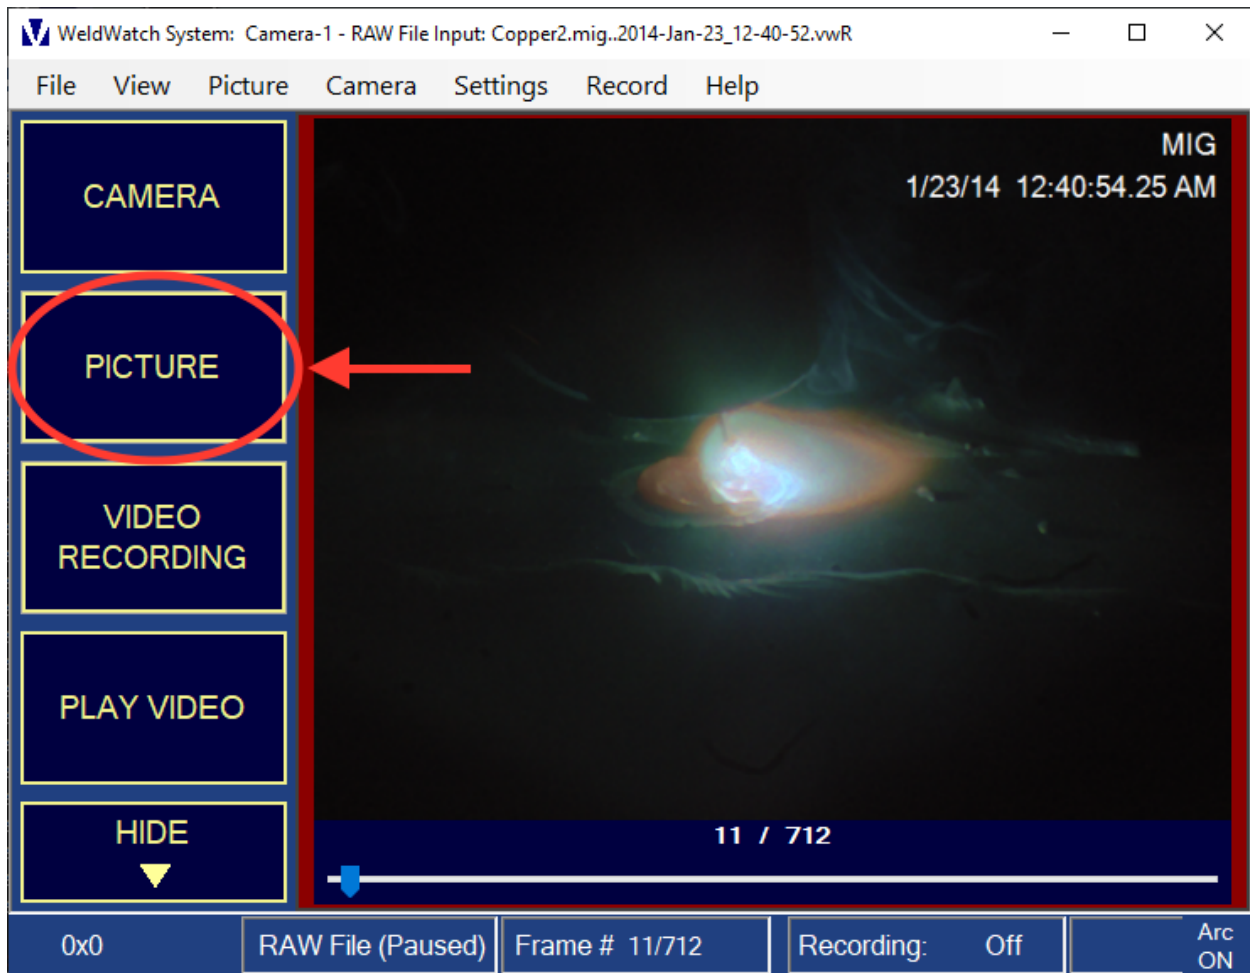 WeldWatch System:  Camera-1 - RAW File Input: Copper2.mig..2014-Jan-23_12-40-52.vwR
File View Picture Camera Settings Record Help
CAMERA
PICTURE
VIDEO
RECORDING
PLAY VIDEO
HIDE
MIG
1/23/14  12:40:54.25 AM
11 / 712
0x0
RAW File (Paused)
Frame #  11/712
Recording: Off
Arc
ON